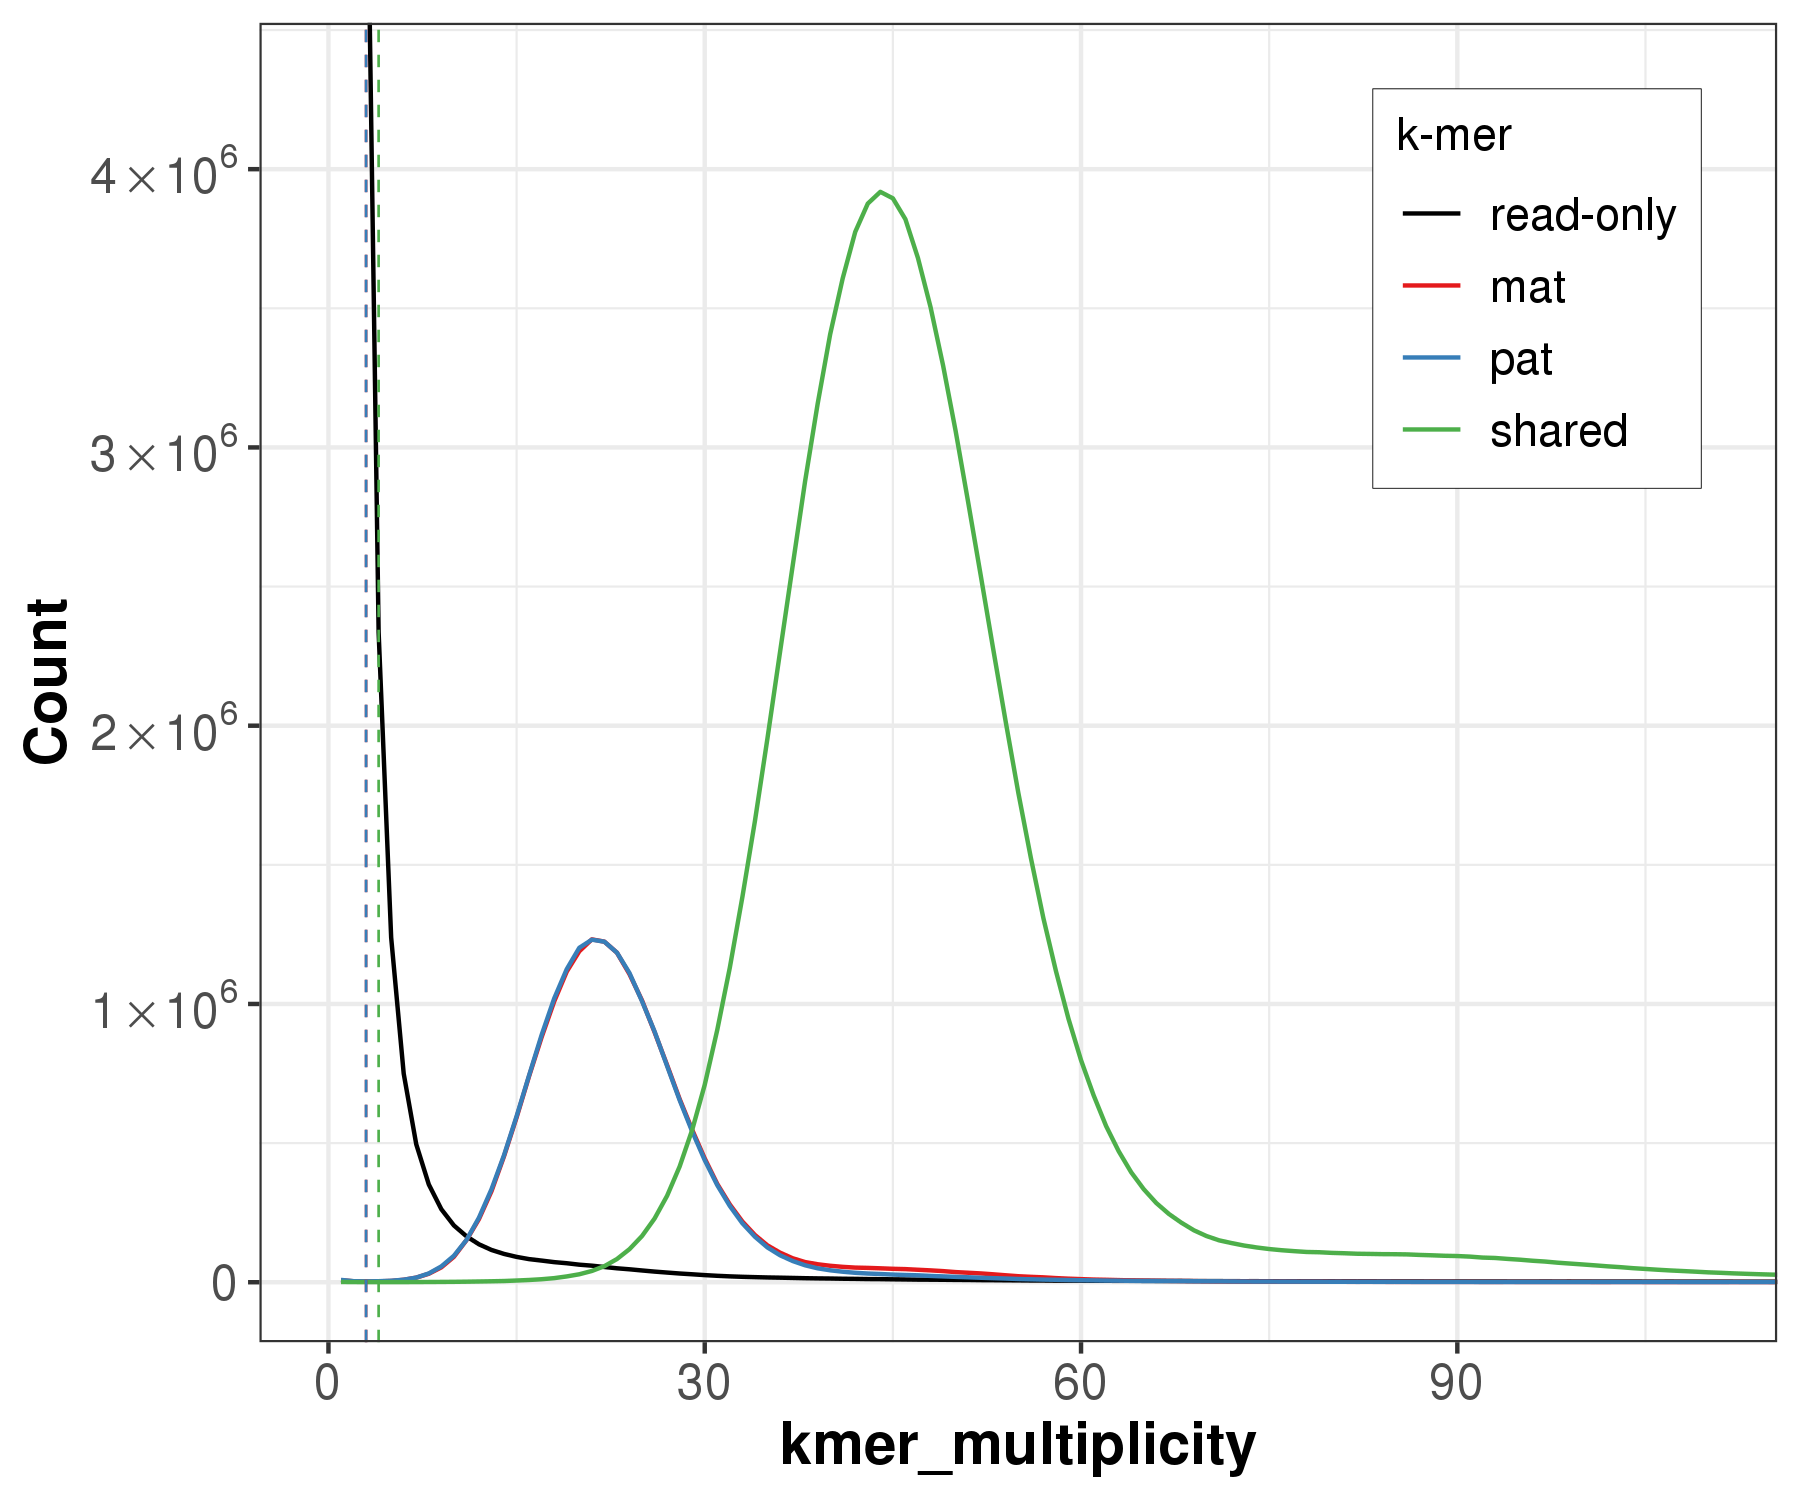 k-mer
read-only
mat
pat
shared
4×10⁶
3×10⁶
2×10⁶
1×10⁶
0
Count
0 30 60 90
kmer_multiplicity